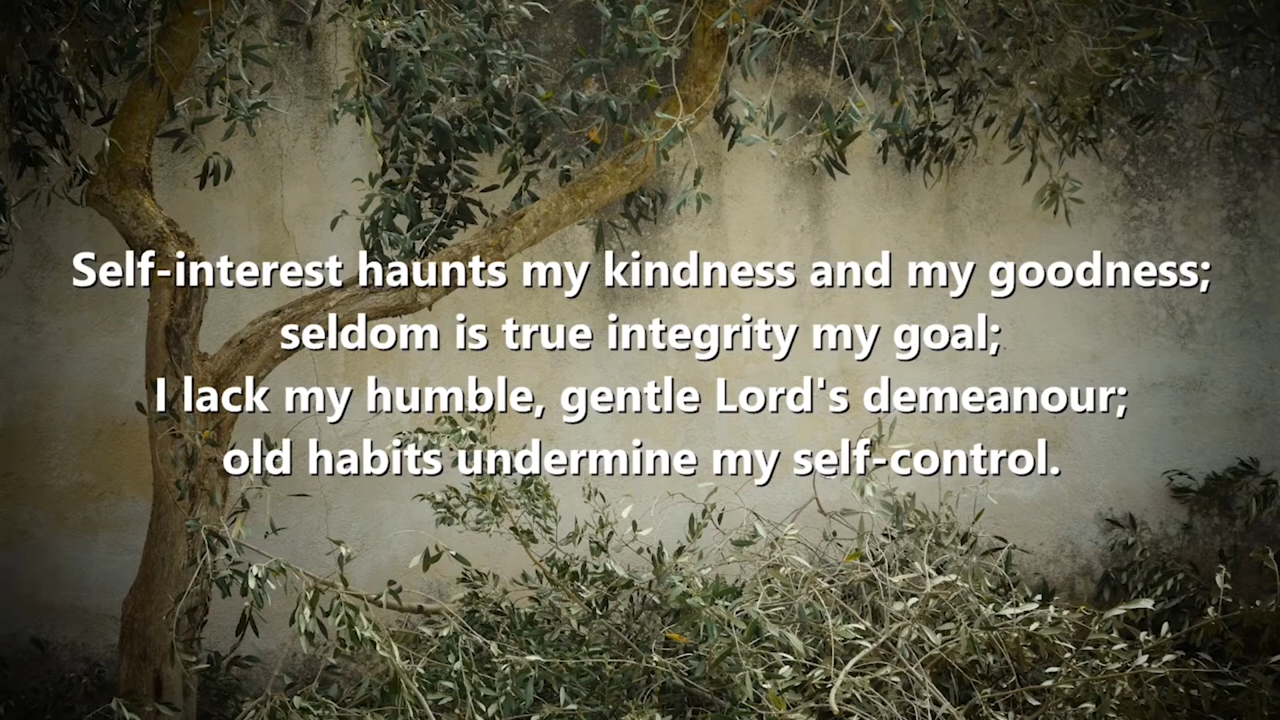 Self-interest haunts my kindness and my goodness;
seldom is true integrity my goal;
I lack my humble, gentle Lord's demeanour;
old habits undermine my self-control.